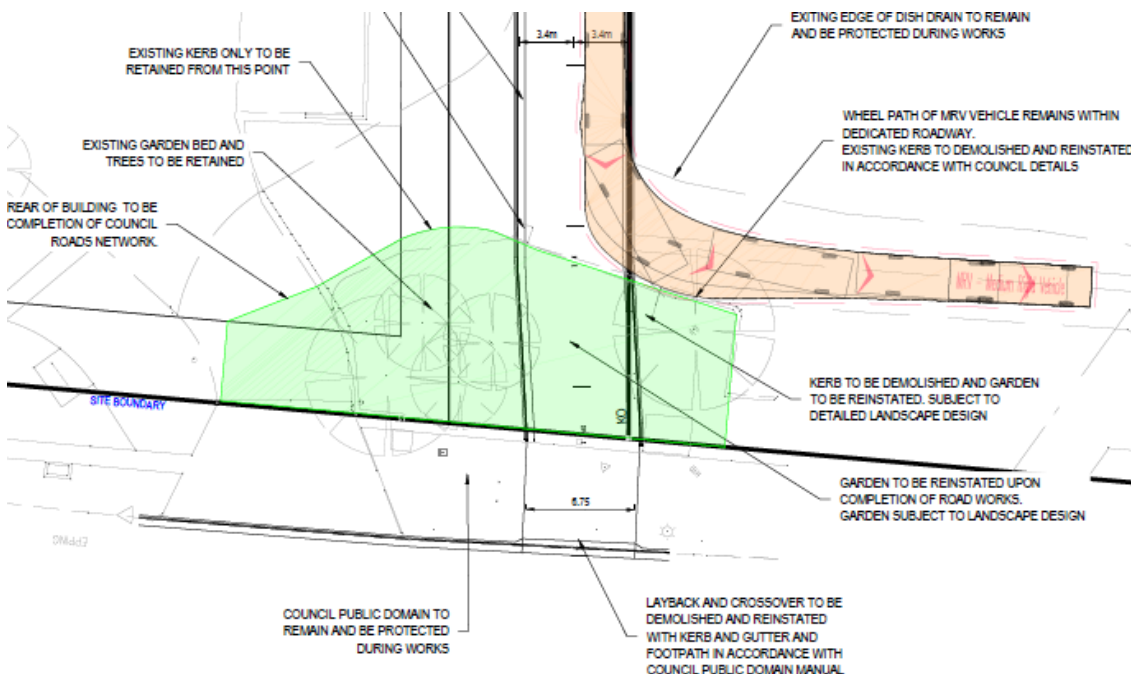 EXITING EDGE OF DISH DRAIN TO REMAIN
AND BE PROTECTED DURING WORKS
3.4m
3.4m
EXISTING KERB ONLY TO BE
RETAINED FROM THIS POINT
WHEEL PATH OF MRV VEHICLE REMAINS WITHIN
DEDICATED ROADWAY.
EXISTING KERB TO DEMOLISHED AND REINSTATED
IN ACCORDANCE WITH COUNCIL DETAILS
EXISTING GARDEN BED AND
TREES TO BE RETAINED
REAR OF BUILDING TO BE
COMPLETION OF COUNCIL
ROADS NETWORK.
MRV - Medium Rigid Vehicle
KERB TO BE DEMOLISHED AND GARDEN
TO BE REINSTATED. SUBJECT TO
DETAILED LANDSCAPE DESIGN
SITE BOUNDARY
GARDEN TO BE REINSTATED UPON
COMPLETION OF ROAD WORKS.
GARDEN SUBJECT TO LANDSCAPE DESIGN
6.75
EPPING
COUNCIL PUBLIC DOMAIN TO
REMAIN AND BE PROTECTED
DURING WORKS
LAYBACK AND CROSSOVER TO BE
DEMOLISHED AND REINSTATED
WITH KERB AND GUTTER AND
FOOTPATH IN ACCORDANCE WITH
COUNCIL PUBLIC DOMAIN MANUAL